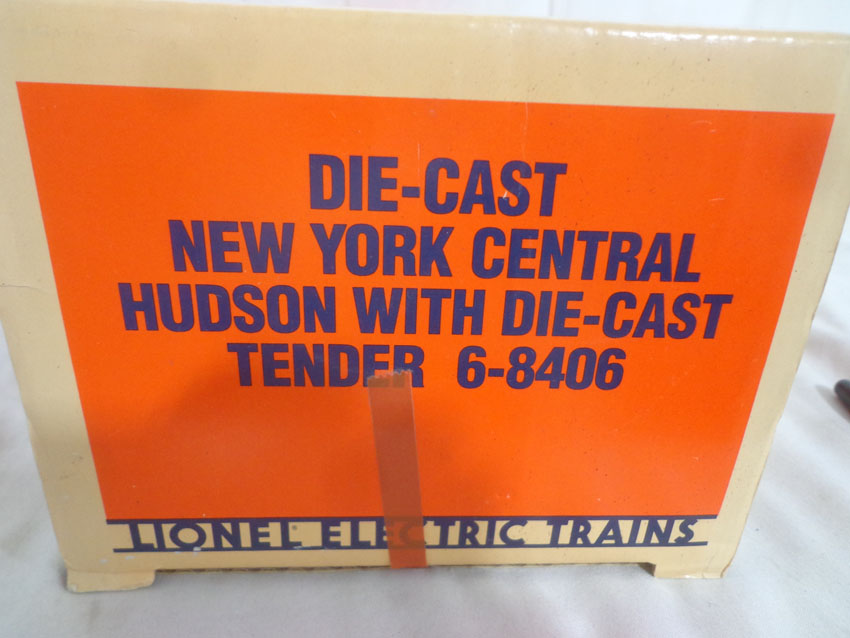 DIE-CAST
NEW YORK CENTRAL
HUDSON WITH DIE-CAST
TENDER 6-8406
LIONEL® ELECTRIC TRAINS